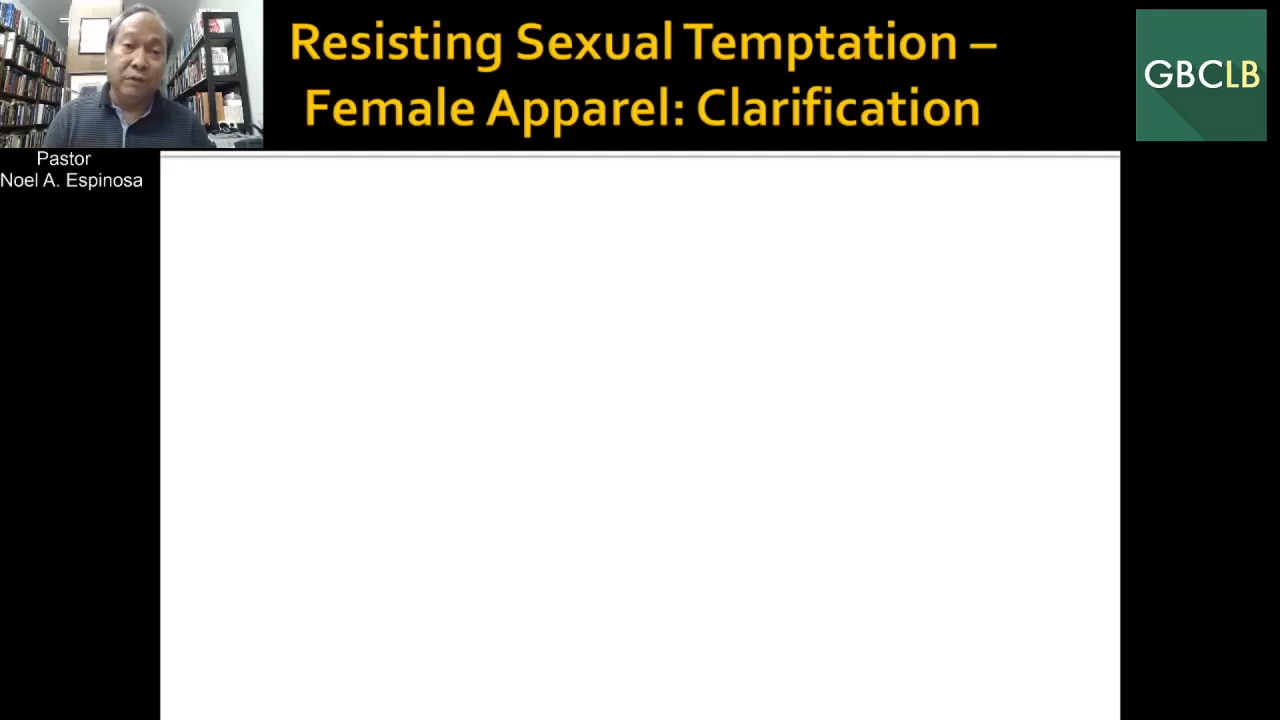 Resisting Sexual Temptation –
Female Apparel: Clarification
GBCLB
Pastor
Noel A. Espinosa